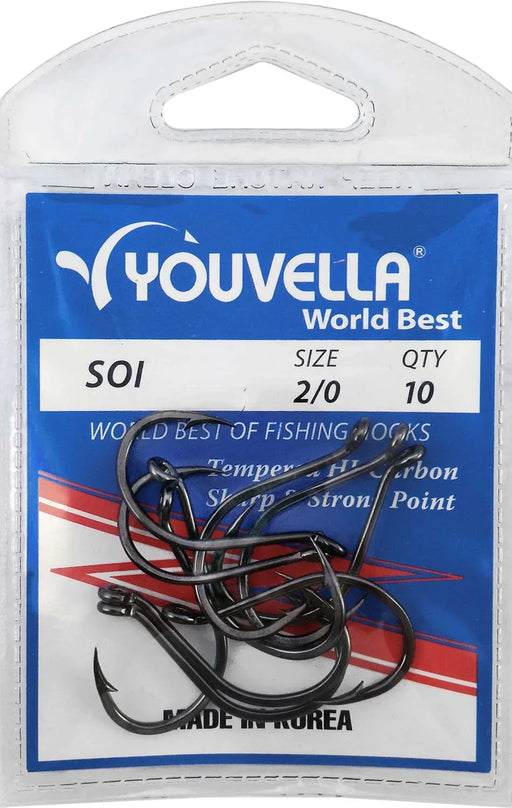 YOUVELLA®
World Best
SOI SIZE QTY
2/0 10
WORLD BEST OF FISHING HOOKS
Tempered HI-Carbon
Sharp & Strong Point
MADE IN KOREA